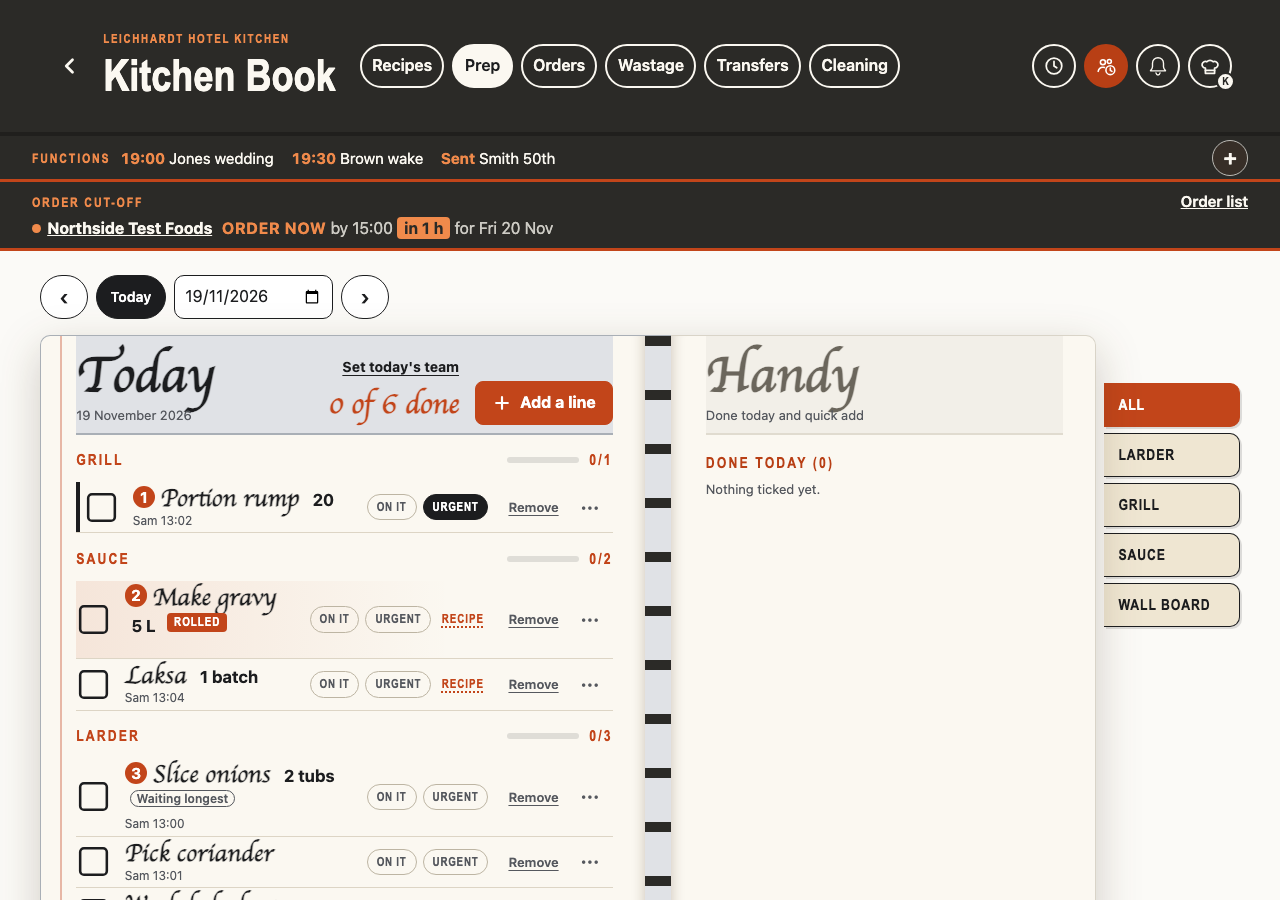 LEICHHARDT HOTEL KITCHEN
Kitchen Book
Recipes Prep Orders Wastage Transfers Cleaning
K
FUNCTIONS 19:00 Jones wedding 19:30 Brown wake Sent Smith 50th +
ORDER CUT-OFF
Order list
Northside Test Foods ORDER NOW by 15:00 in 1 h for Fri 20 Nov
‹ Today 19/11/2026 ›
Today
Set today's team
0 of 6 done
+ Add a line
19 November 2026
GRILL 0/1
1 Portion rump 20 ON IT URGENT Remove ...
Sam 13:02
SAUCE 0/2
2 Make gravy
5 L ROLLED ON IT URGENT RECIPE Remove ...
Laksa 1 batch ON IT URGENT RECIPE Remove ...
Sam 13:04
LARDER 0/3
3 Slice onions 2 tubs
Waiting longest ON IT URGENT Remove ...
Sam 13:00
Pick coriander ON IT URGENT Remove ...
Sam 13:01
Handy
Done today and quick add
DONE TODAY (0)
Nothing ticked yet.
ALL
LARDER
GRILL
SAUCE
WALL BOARD